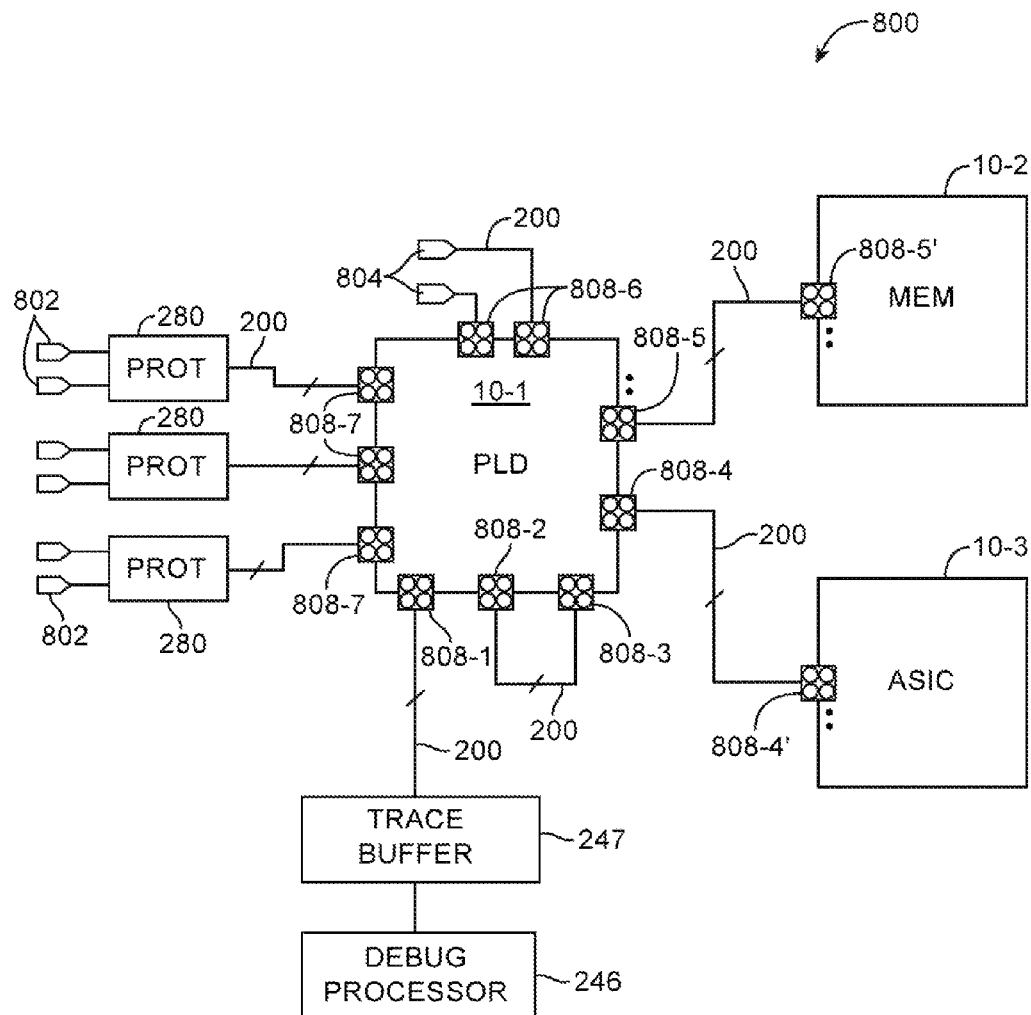 800
10-2
200
808-5'
200
804
808-6
MEM
802
280
200
PROT
808-5
10-1
808-7
280
PROT
PLD
808-4
808-2
200
10-3
PROT
808-7
802
280
808-1
808-3
ASIC
200
200
808-4'
TRACE
BUFFER
247
DEBUG
PROCESSOR
246